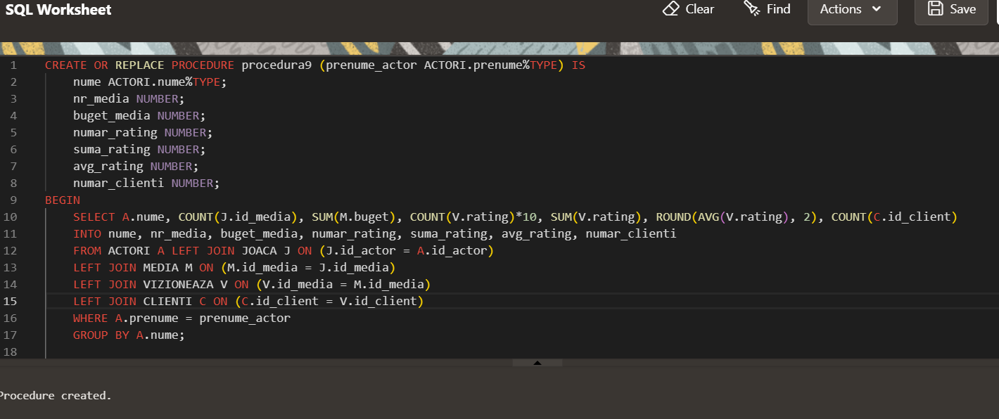 SQL Worksheet Clear Find Actions Save
1 CREATE OR REPLACE PROCEDURE procedura9 (prenume_actor ACTORI.prenume%TYPE) IS
2 nume ACTORI.nume%TYPE;
3 nr_media NUMBER;
4 buget_media NUMBER;
5 numar_rating NUMBER;
6 suma_rating NUMBER;
7 avg_rating NUMBER;
8 numar_clienti NUMBER;
9 BEGIN
10 SELECT A.nume, COUNT(J.id_media), SUM(M.buget), COUNT(V.rating)*10, SUM(V.rating), ROUND(AVG(V.rating), 2), COUNT(C.id_client)
11 INTO nume, nr_media, buget_media, numar_rating, suma_rating, avg_rating, numar_clienti
12 FROM ACTORI A LEFT JOIN JOACA J ON (J.id_actor = A.id_actor)
13 LEFT JOIN MEDIA M ON (M.id_media = J.id_media)
14 LEFT JOIN VIZIONEAZA V ON (V.id_media = M.id_media)
15 LEFT JOIN CLIENTI C ON (C.id_client = V.id_client)
16 WHERE A.prenume = prenume_actor
17 GROUP BY A.nume;
18
Procedure created.